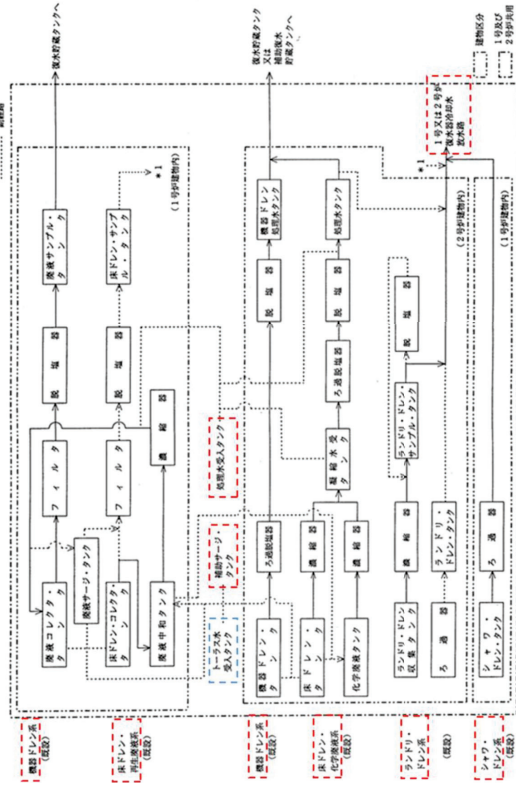 復水貯蔵タンクへ
廃液サンプル・
タンク
脱塩器
フィルタ
廃液コレクタ・
タンク
機器ドレン系
(既設)
廃液サージ・タンク
床ドレン・サンプ
ル・タンク
脱塩器
フィルタ
床ドレン・コレクタ・
タンク
床ドレン・
再生廃液系
(既設)
*1
(1号炉建物内)
濃縮器
廃液中和タンク
処理水受入タンク
補助サージ・
タンク
トーラス水
受入タンク
復水貯蔵タンク
又は
補助復水
貯蔵タンクへ
機器ドレン
処理水タンク
脱塩器
ろ過脱塩器
機器ドレン・
タンク
機器ドレン系
(既設)
処理水タンク
脱塩器
ろ過脱塩器
凝縮水受
タンク
濃縮器
床ドレン・
タンク
床ドレン・
化学廃液系
(既設)
濃縮器
化学廃液タンク
*1
1号又は2号炉
復水器冷却水
放水路
脱塩器
ランドリ・ドレン・
サンプル・タンク
濃縮器
ランドリ・ドレン
収集タンク
ランドリ・
ドレン系
(既設)
ランドリ・
ドレン・タンク
ろ過器
(2号炉建物内)
ろ過器
シャワ・
ドレン・タンク
シャワ・
ドレン系
(既設)
(1号炉建物内)
建物区分
1号及び
2号炉共用